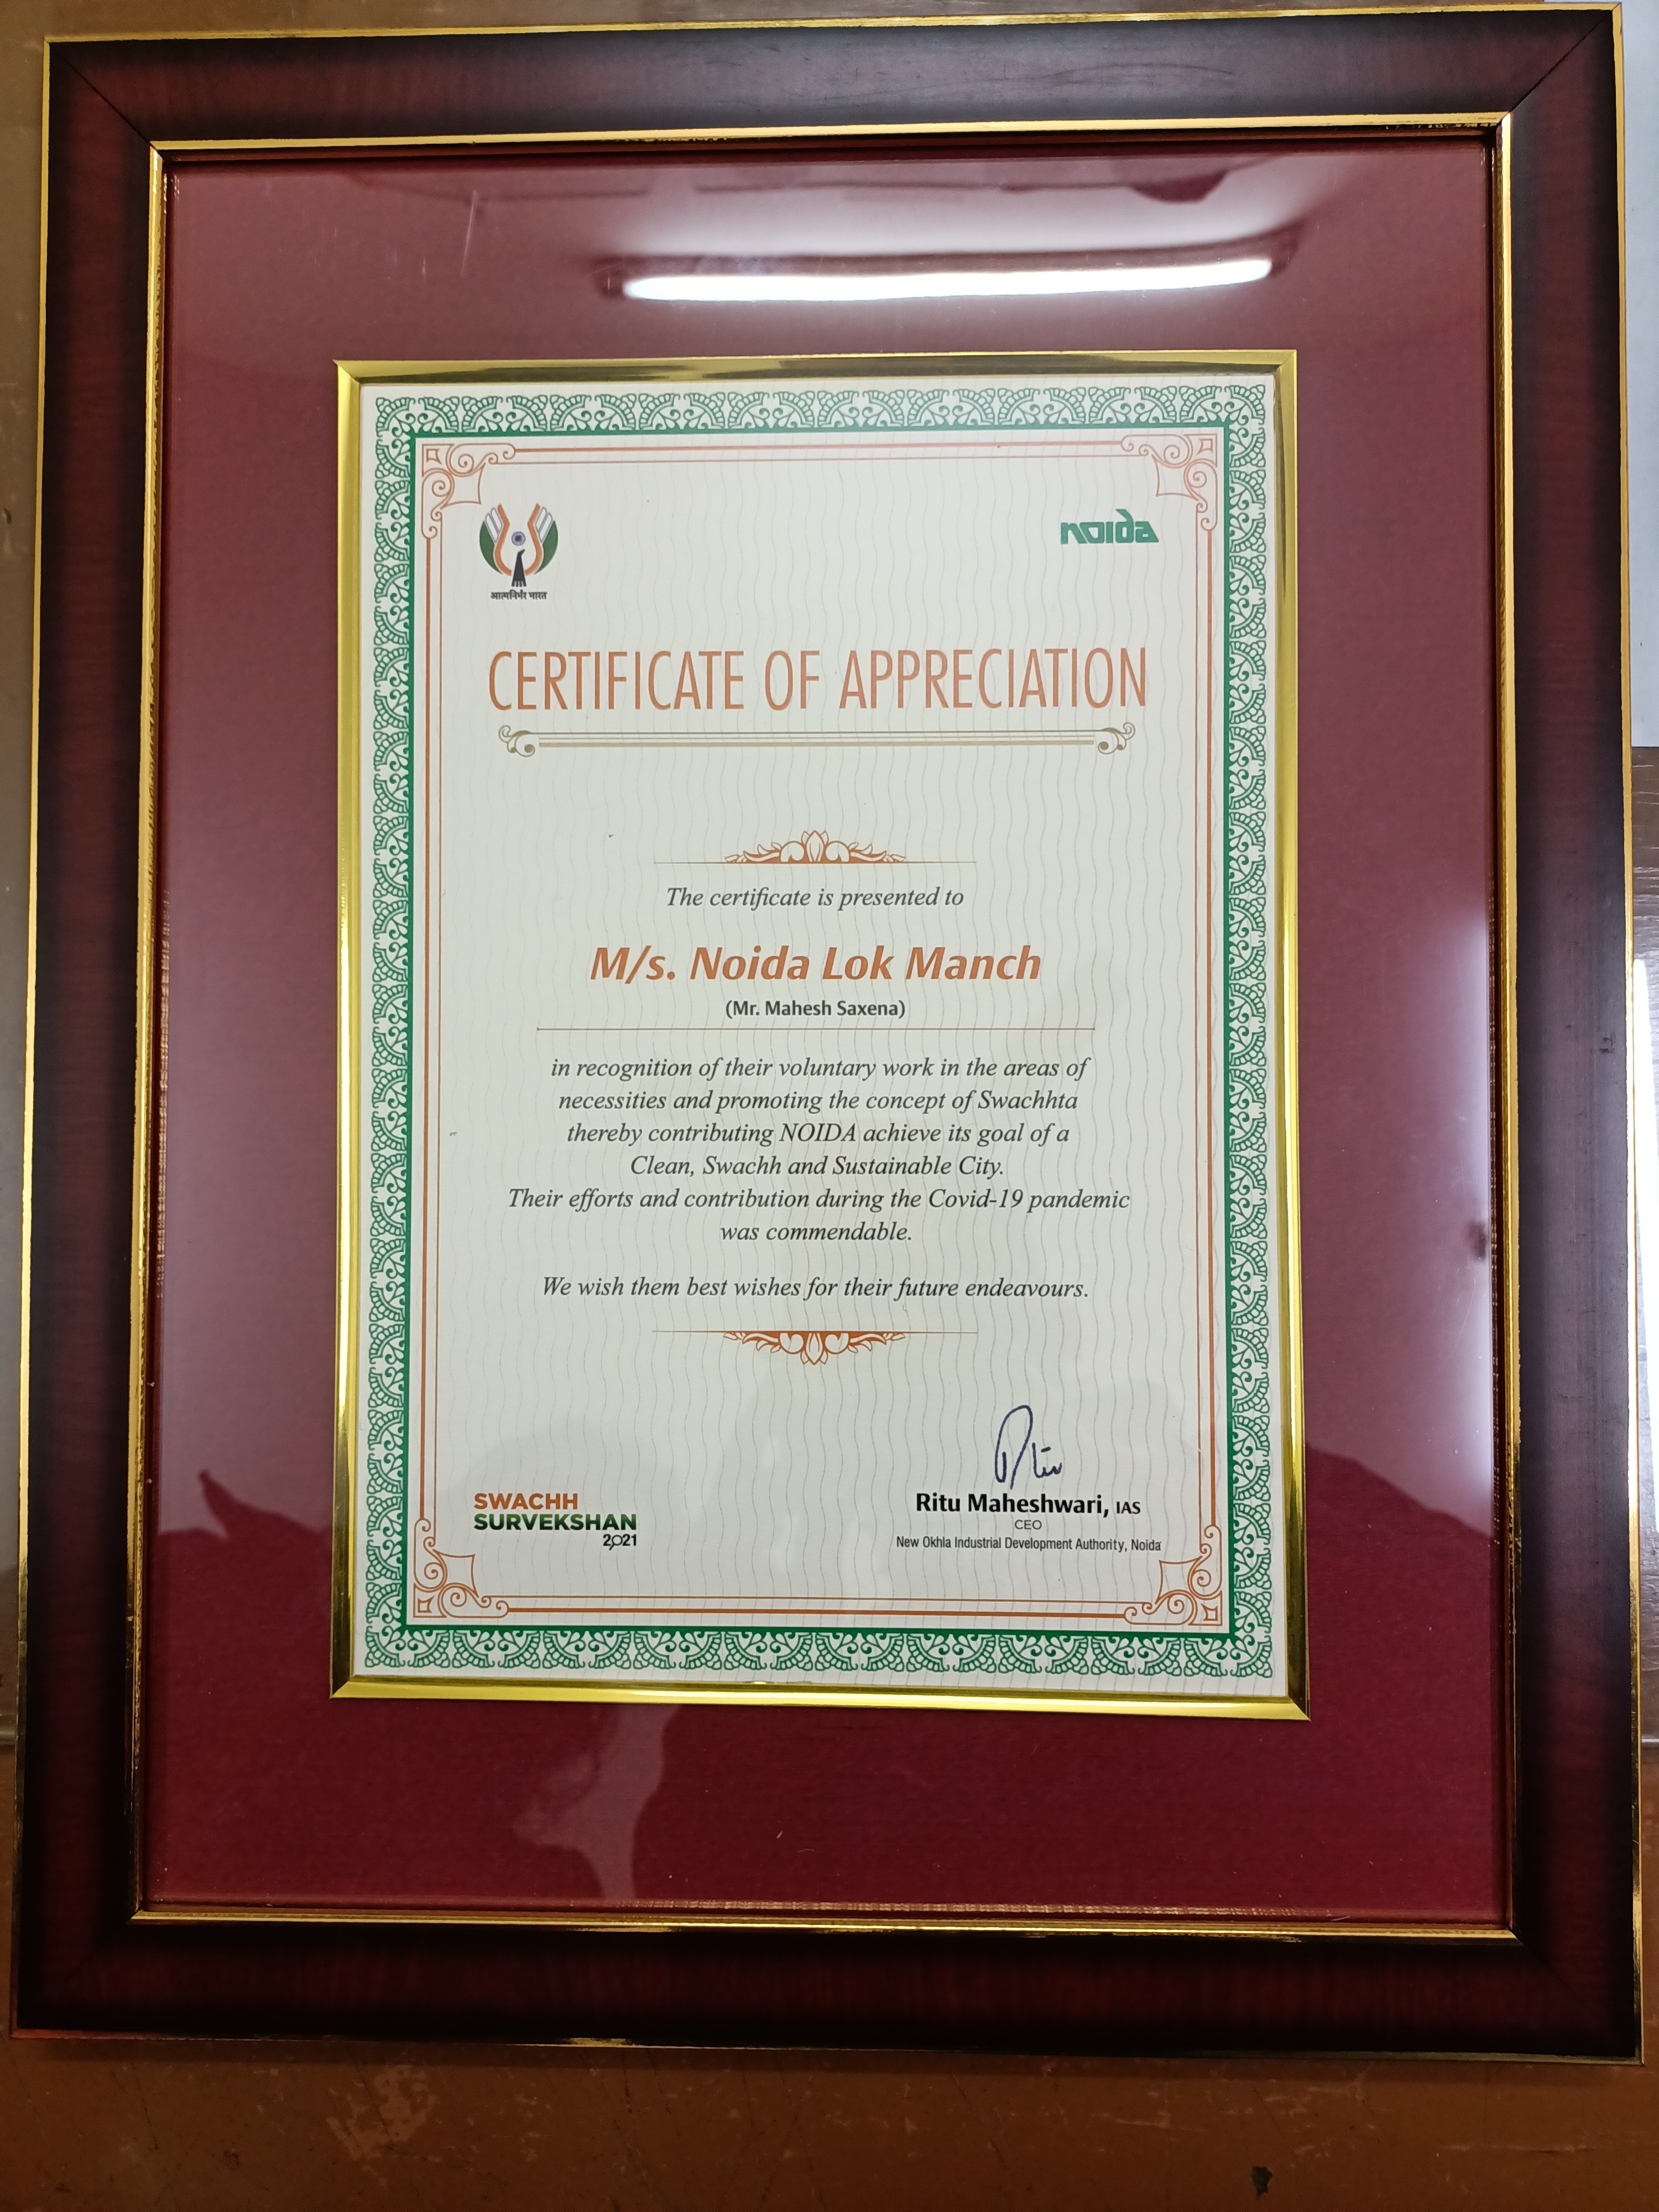 आत्मनिर्भर भारत
noida
CERTIFICATE OF APPRECIATION
The certificate is presented to
M/s. Noida Lok Manch
(Mr. Mahesh Saxena)
in recognition of their voluntary work in the areas of
necessities and promoting the concept of Swachhta
thereby contributing NOIDA achieve its goal of a
Clean, Swachh and Sustainable City.
Their efforts and contribution during the Covid-19 pandemic
was commendable.
We wish them best wishes for their future endeavours.
SWACHH
SURVEKSHAN
2021
Ritu Maheshwari, IAS
CEO
New Okhla Industrial Development Authority, Noida